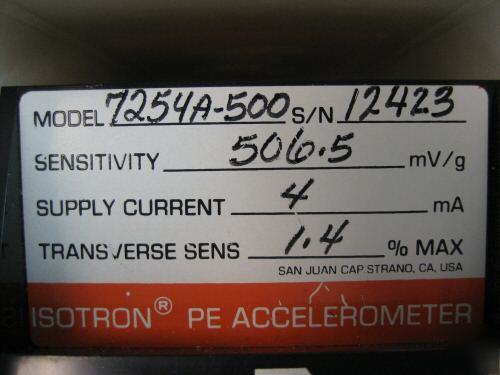 MODEL 7254A-500 S/N 12423
SENSITIVITY 506.5 mV/g
SUPPLY CURRENT 4 mA
TRANSVERSE SENS 1.4 % MAX
SAN JUAN CAP STRANO, CA, USA
ISOTRON® PE ACCELEROMETER